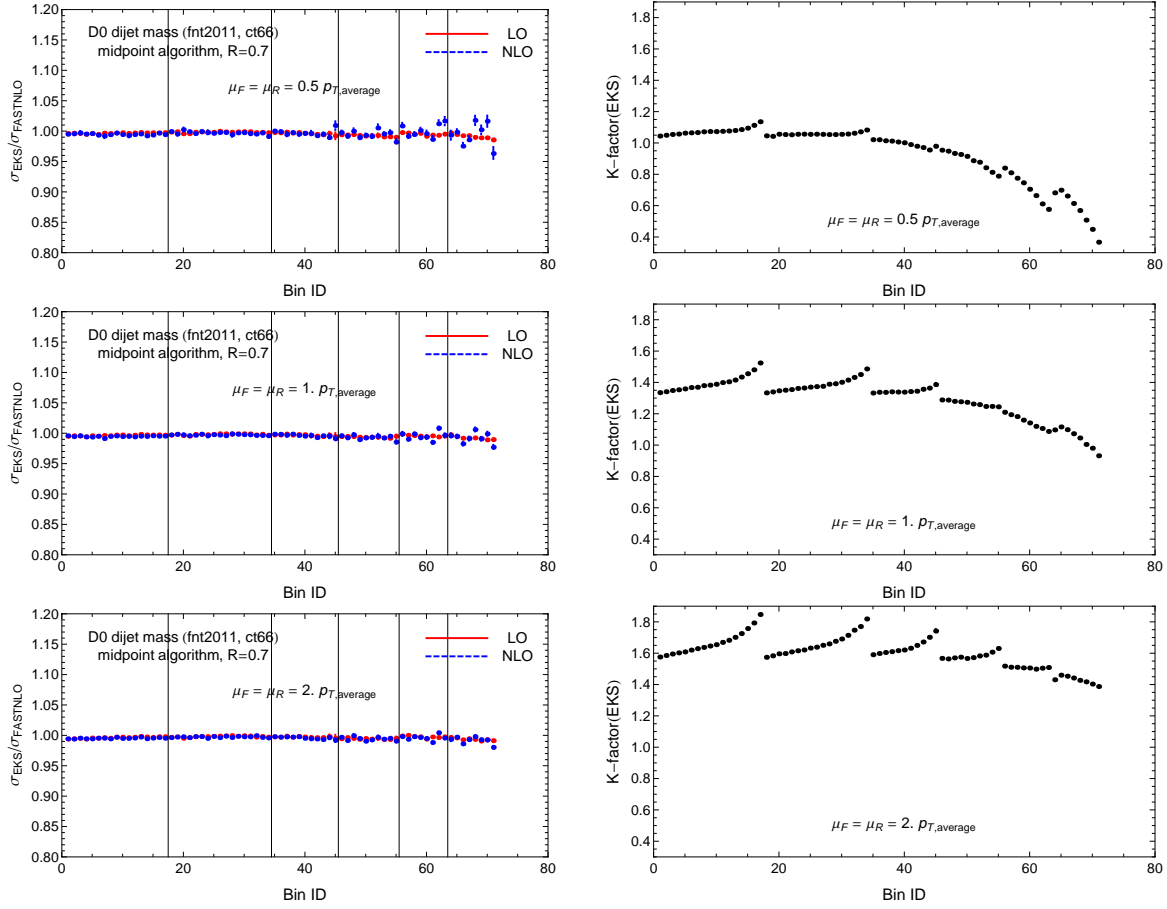 1.20
1.15
1.10
1.05
1.00
0.95
0.90
0.85
0.80
σEKS/σFASTNLO
D0 dijet mass (fnt2011, ct66)
midpoint algorithm, R=0.7
LO
NLO
μF = μR = 0.5 pT,average
0 20 40 60 80
Bin ID
1.8
1.6
1.4
1.2
1.0
0.8
0.6
0.4
K−factor(EKS)
μF = μR = 0.5 pT,average
0 20 40 60 80
Bin ID
1.20
1.15
1.10
1.05
1.00
0.95
0.90
0.85
0.80
σEKS/σFASTNLO
D0 dijet mass (fnt2011, ct66)
midpoint algorithm, R=0.7
LO
NLO
μF = μR = 1. pT,average
0 20 40 60 80
Bin ID
1.8
1.6
1.4
1.2
1.0
0.8
0.6
0.4
K−factor(EKS)
μF = μR = 1. pT,average
0 20 40 60 80
Bin ID
1.20
1.15
1.10
1.05
1.00
0.95
0.90
0.85
0.80
σEKS/σFASTNLO
D0 dijet mass (fnt2011, ct66)
midpoint algorithm, R=0.7
LO
NLO
μF = μR = 2. pT,average
0 20 40 60 80
Bin ID
1.8
1.6
1.4
1.2
1.0
0.8
0.6
0.4
K−factor(EKS)
μF = μR = 2. pT,average
0 20 40 60 80
Bin ID